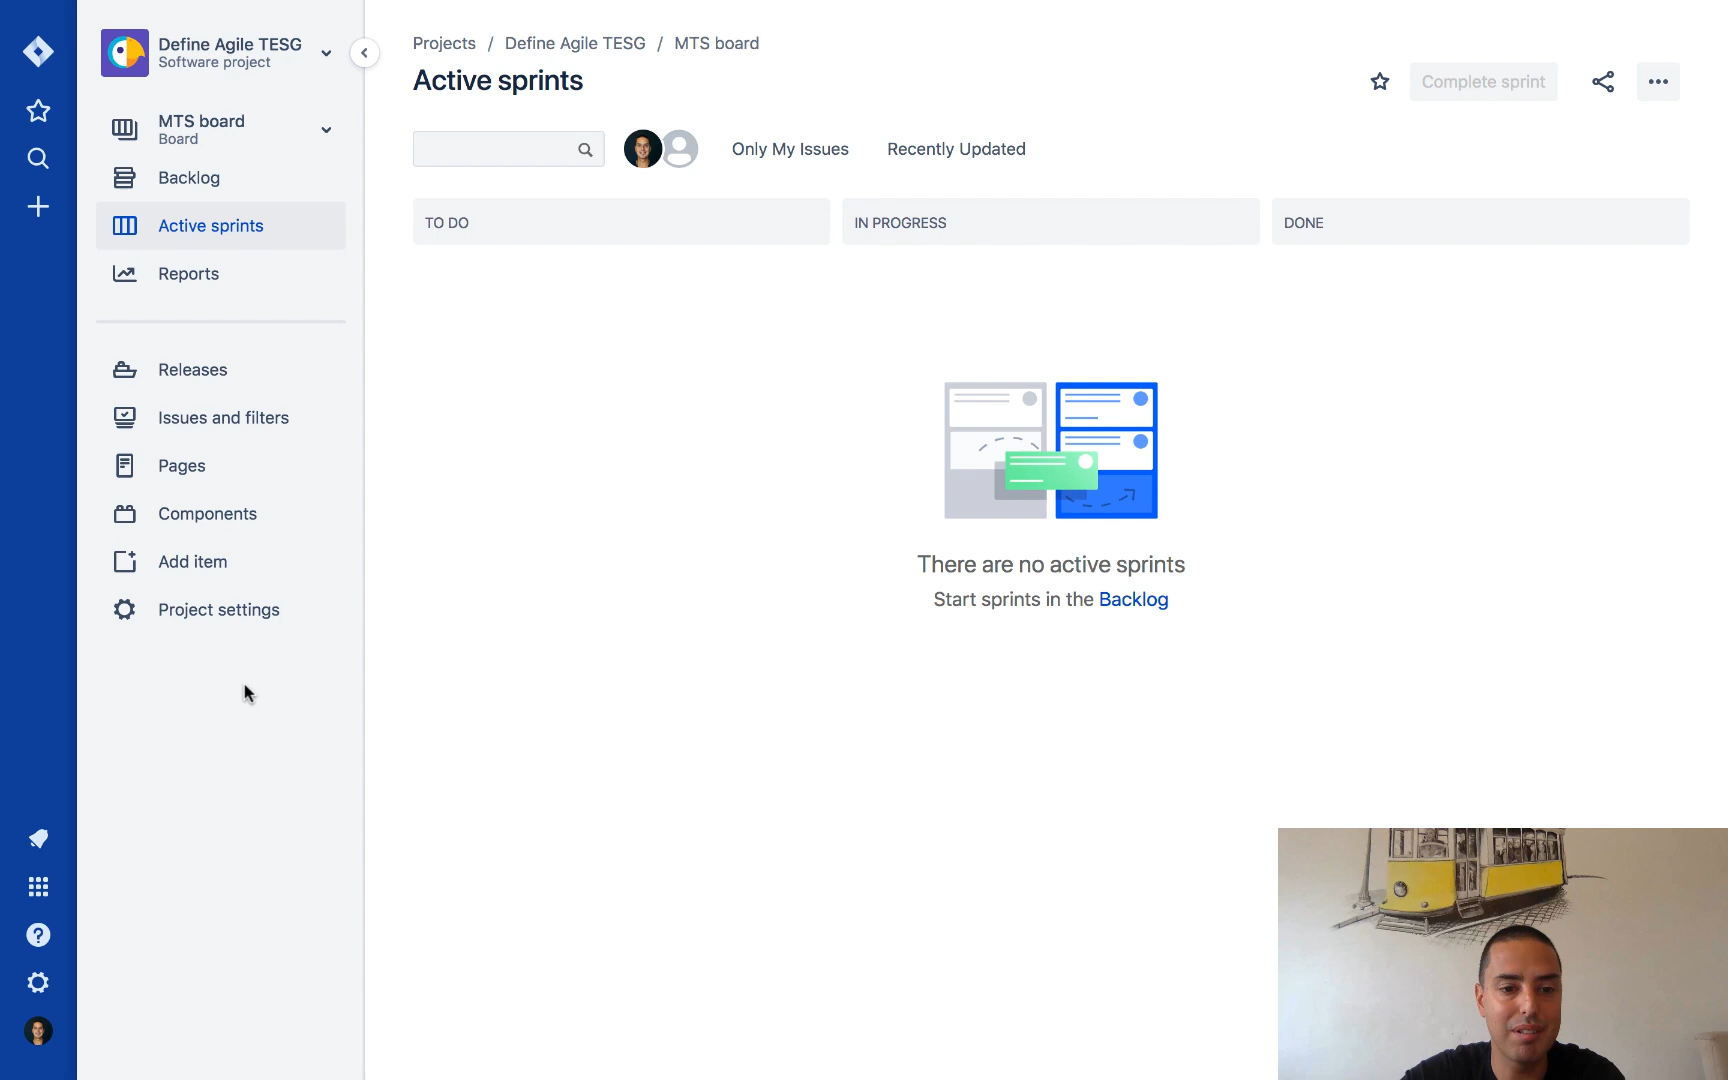 Define Agile TESG
Software project
MTS board
Board
Backlog
Active sprints
Reports
Releases
Issues and filters
Pages
Components
Add item
Project settings
Projects / Define Agile TESG / MTS board
Active sprints
Complete sprint
Only My Issues
Recently Updated
TO DO
IN PROGRESS
DONE
There are no active sprints
Start sprints in the Backlog